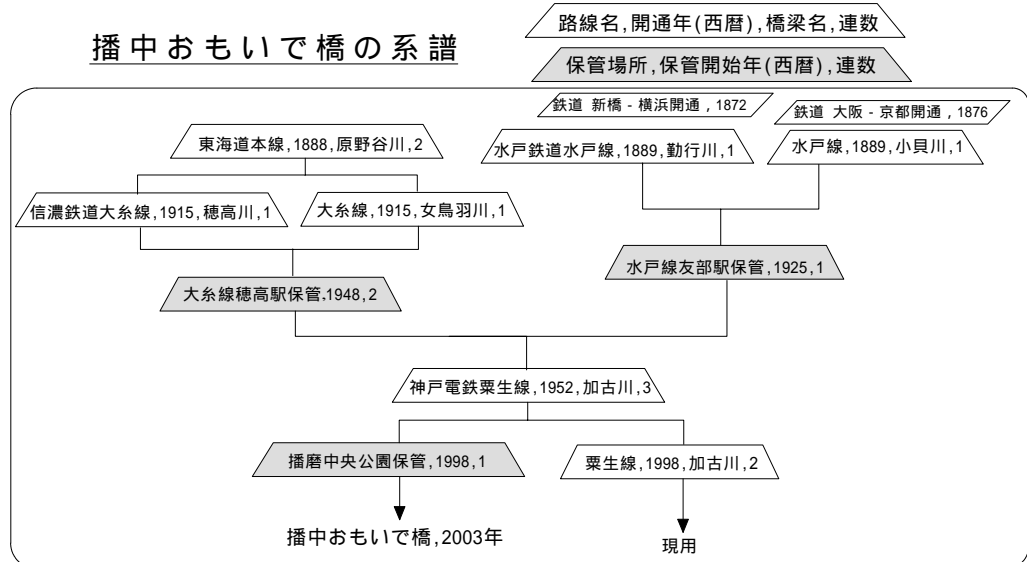 播中おもいで橋の系譜
路線名,開通年(西暦),橋梁名,連数
保管場所,保管開始年(西暦),連数
鉄道 新橋-横浜開通,1872
鉄道 大阪-京都開通,1876
東海道本線,1888,原野谷川,2
水戸鉄道水戸線,1889,勤行川,1
水戸線,1889,小貝川,1
信濃鉄道大糸線,1915,穂高川,1
大糸線,1915,女鳥羽川,1
水戸線友部駅保管,1925,1
大糸線穂高駅保管,1948,2
神戸電鉄粟生線,1952,加古川,3
播磨中央公園保管,1998,1
粟生線,1998,加古川,2
播中おもいで橋,2003年
現用